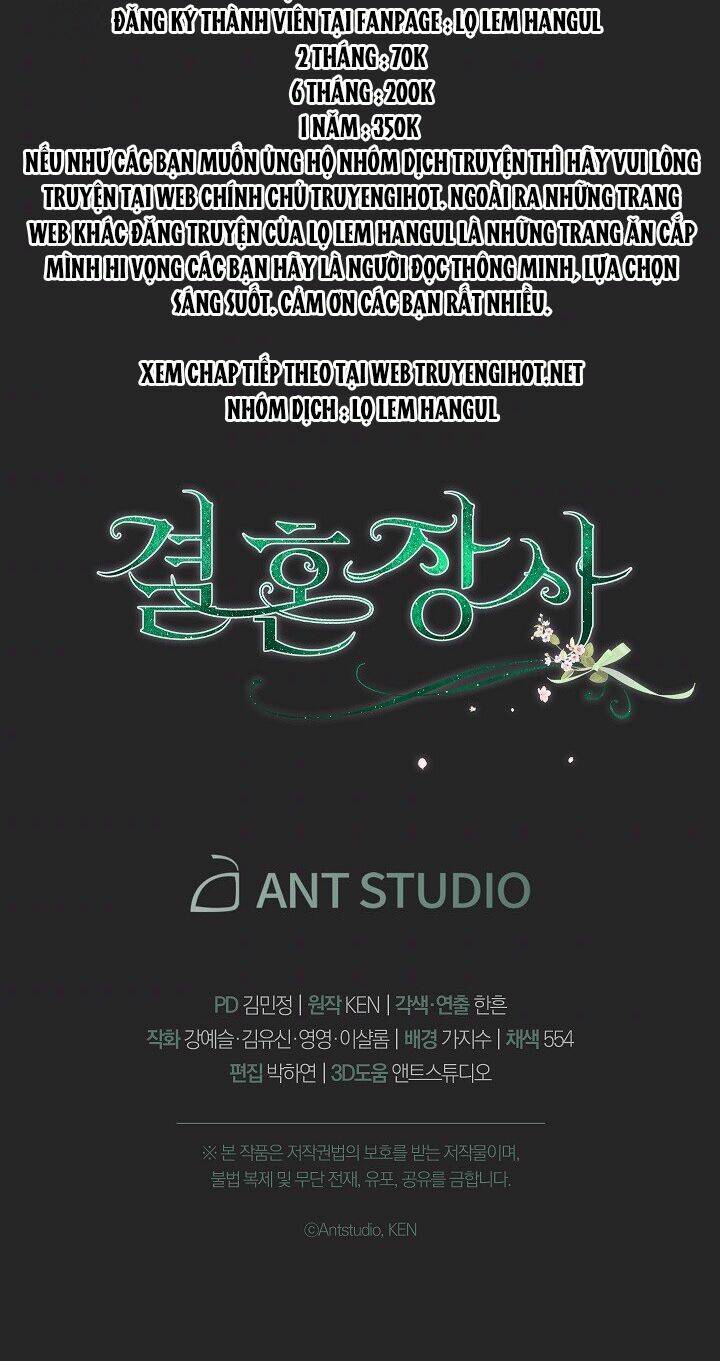 ĐĂNG KÝ THÀNH VIÊN TẠI FANPAGE : LỌ LEM HANGUL
2 THÁNG : 70K
6 THÁNG : 200K
1 NĂM : 350K
NẾU NHƯ CÁC BẠN MUỐN ỦNG HỘ NHÓM DỊCH TRUYỆN THÌ HÃY VUI LÒNG
TRUYỆN TẠI WEB CHÍNH CHỦ TRUYENGIHOT. NGOÀI RA NHỮNG TRANG
WEB KHÁC ĐĂNG TRUYỆN CỦA LỌ LEM HANGUL LÀ NHỮNG TRANG ĂN CẮP
MÌNH HI VỌNG CÁC BẠN HÃY LÀ NGƯỜI ĐỌC THÔNG MINH, LỰA CHỌN
SÁNG SUỐT. CẢM ƠN CÁC BẠN RẤT NHIỀU.
XEM CHAP TIẾP THEO TẠI WEB TRUYENGIHOT.NET
NHÓM DỊCH : LỌ LEM HANGUL
결혼장사
ANT STUDIO
PD 김민정 | 원작 KEN | 각색·연출 한흔
작화 강예슬·김유신·영영·이샬롬 | 배경 가지수 | 채색 554
편집 박하연 | 3D도움 앤트스튜디오
※ 본 작품은 저작권법의 보호를 받는 저작물이며,
불법 복제 및 무단 전재, 유포, 공유를 금합니다.
ⓒAntstudio, KEN